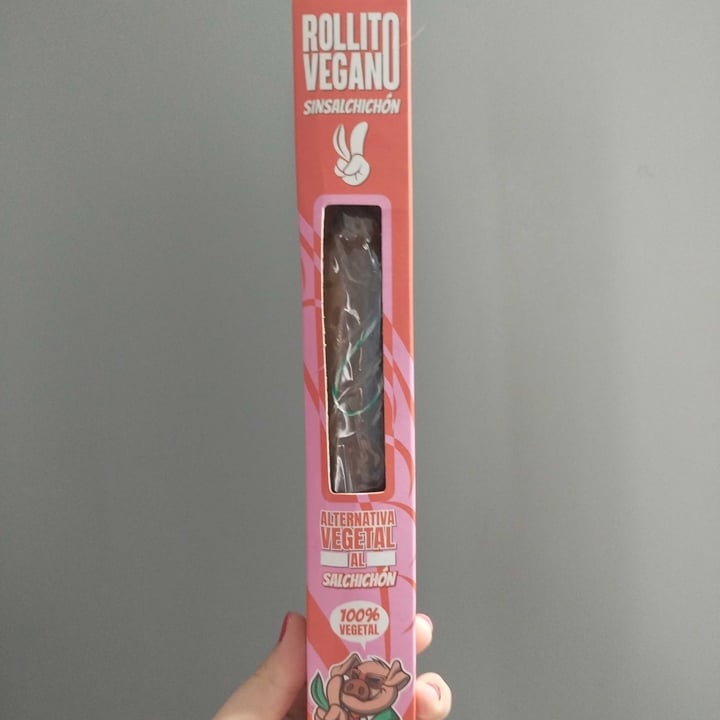 ROLLITO
VEGANO
SINSALCHICHÓN
ALTERNATIVA
VEGETAL
AL
SALCHICHÓN
100%
VEGETAL